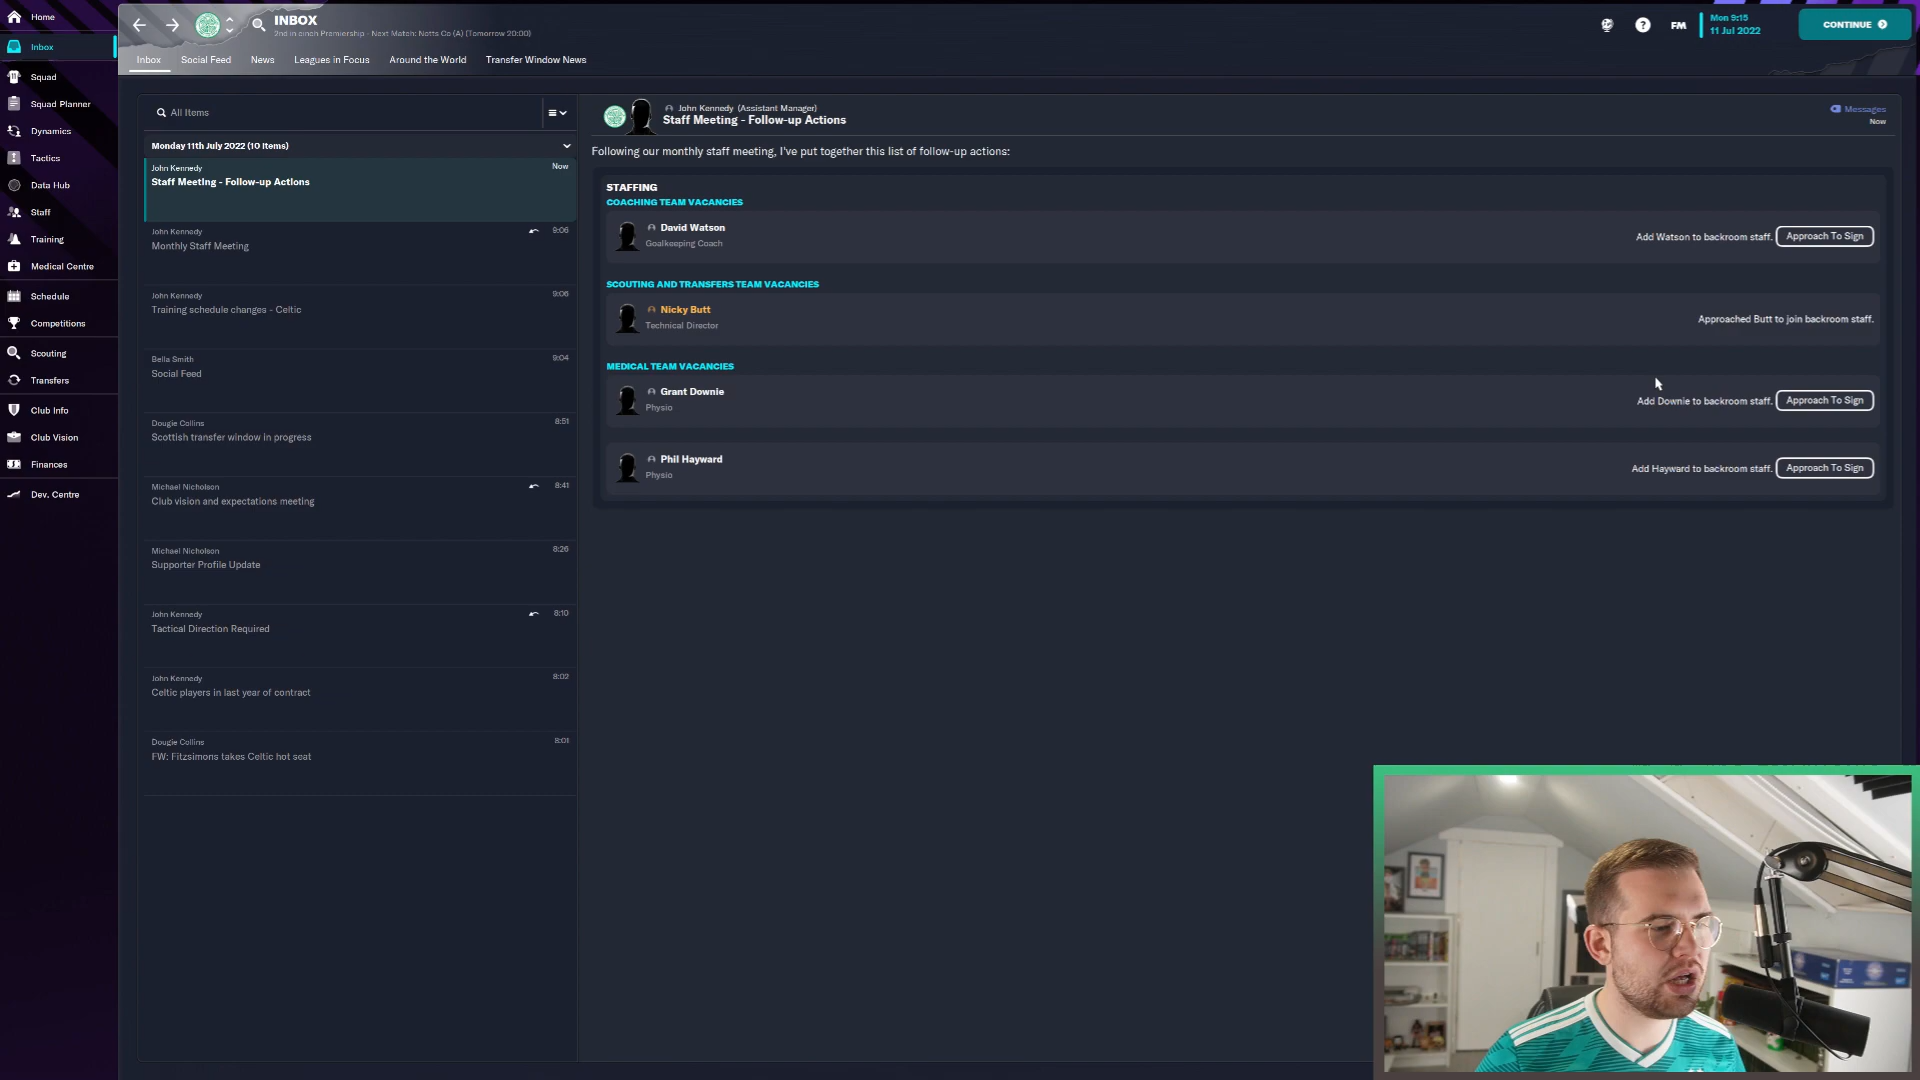 Home
Inbox
Squad
Squad Planner
Dynamics
Tactics
Data Hub
Staff
Training
Medical Centre
Schedule
Competitions
Scouting
Transfers
Club Info
Club Vision
Finances
Dev. Centre
INBOX
2nd in cinch Premiership - Next Match: Notts Co (A) (Tomorrow 20:00)
FM
Mon 9:15
11 Jul 2022
CONTINUE
Inbox Social Feed News Leagues in Focus Around the World Transfer Window News
All Items
Monday 11th July 2022 (10 Items)
John Kennedy Now
Staff Meeting - Follow-up Actions
John Kennedy 9:06
Monthly Staff Meeting
John Kennedy 9:06
Training schedule changes - Celtic
Bella Smith 9:04
Social Feed
Dougie Collins 8:51
Scottish transfer window in progress
Michael Nicholson 8:41
Club vision and expectations meeting
Michael Nicholson 8:26
Supporter Profile Update
John Kennedy 8:10
Tactical Direction Required
John Kennedy 8:02
Celtic players in last year of contract
Dougie Collins 8:01
FW: Fitzsimons takes Celtic hot seat
John Kennedy (Assistant Manager)
Staff Meeting - Follow-up Actions
Messages
Now
Following our monthly staff meeting, I've put together this list of follow-up actions:
STAFFING
COACHING TEAM VACANCIES
David Watson
Goalkeeping Coach
Add Watson to backroom staff. Approach To Sign
SCOUTING AND TRANSFERS TEAM VACANCIES
Nicky Butt
Technical Director
Approached Butt to join backroom staff.
MEDICAL TEAM VACANCIES
Grant Downie
Physio
Add Downie to backroom staff. Approach To Sign
Phil Hayward
Physio
Add Hayward to backroom staff. Approach To Sign